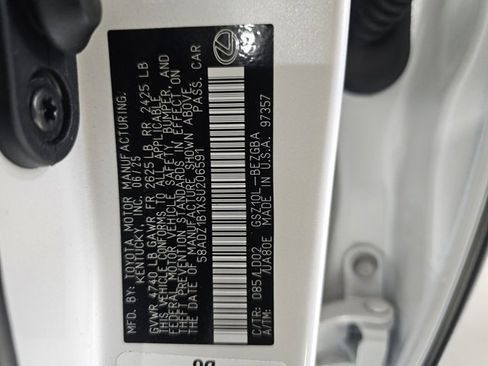 MFD. BY: TOYOTA MOTOR MANUFACTURING.
KENTUCKY, INC. 06/25
GVWR 4740 LB GAWR FR 2625 LB RR 2425 LB
THIS VEHICLE CONFORMS TO ALL APPLICABLE
FEDERAL MOTOR VEHICLE SAFETY, BUMPER, AND
THEFT PREVENTION STANDARDS IN EFFECT ON
THE DATE OF MANUFACTURE SHOWN ABOVE.
58ADZ1B1XSU206591 PASS. CAR
C/TR: 085/LD02 GSZ10L-BEZGBA
A/TM: /UA80E MADE IN U.S.A. 97357